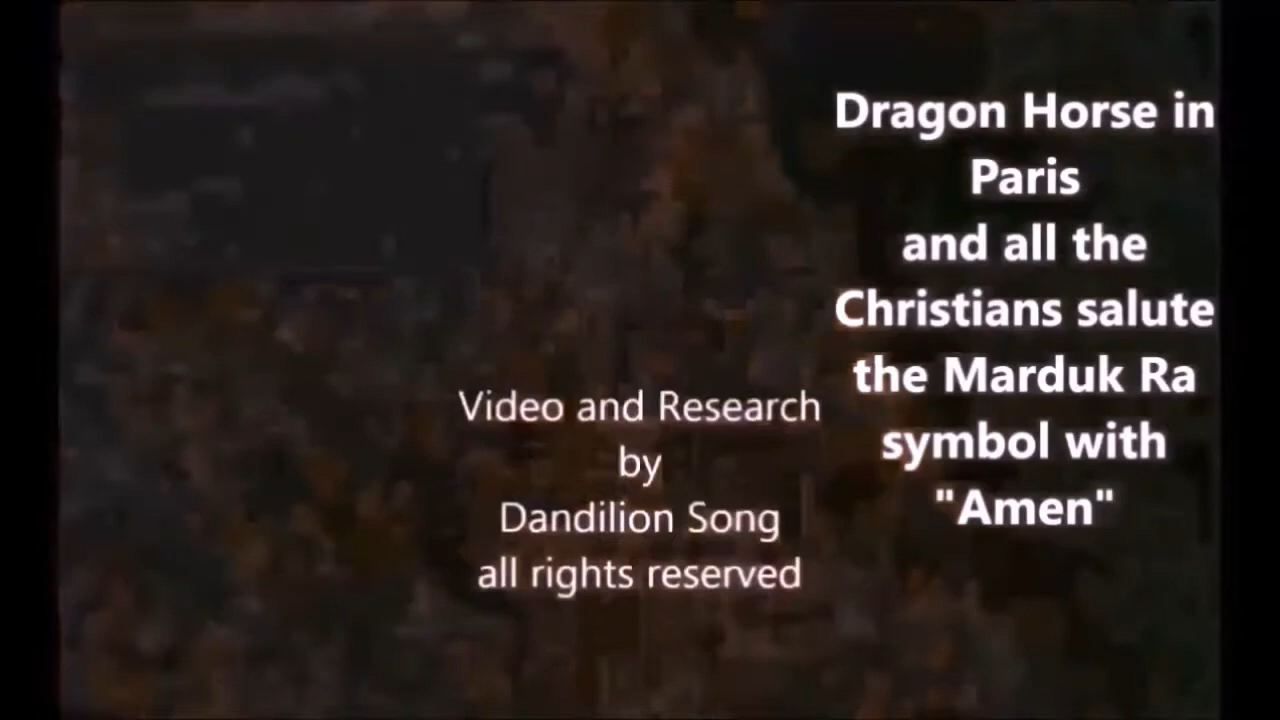 Dragon Horse in
Paris
and all the
Christians salute
the Marduk Ra
symbol with
"Amen"
Video and Research
by
Dandilion Song
all rights reserved